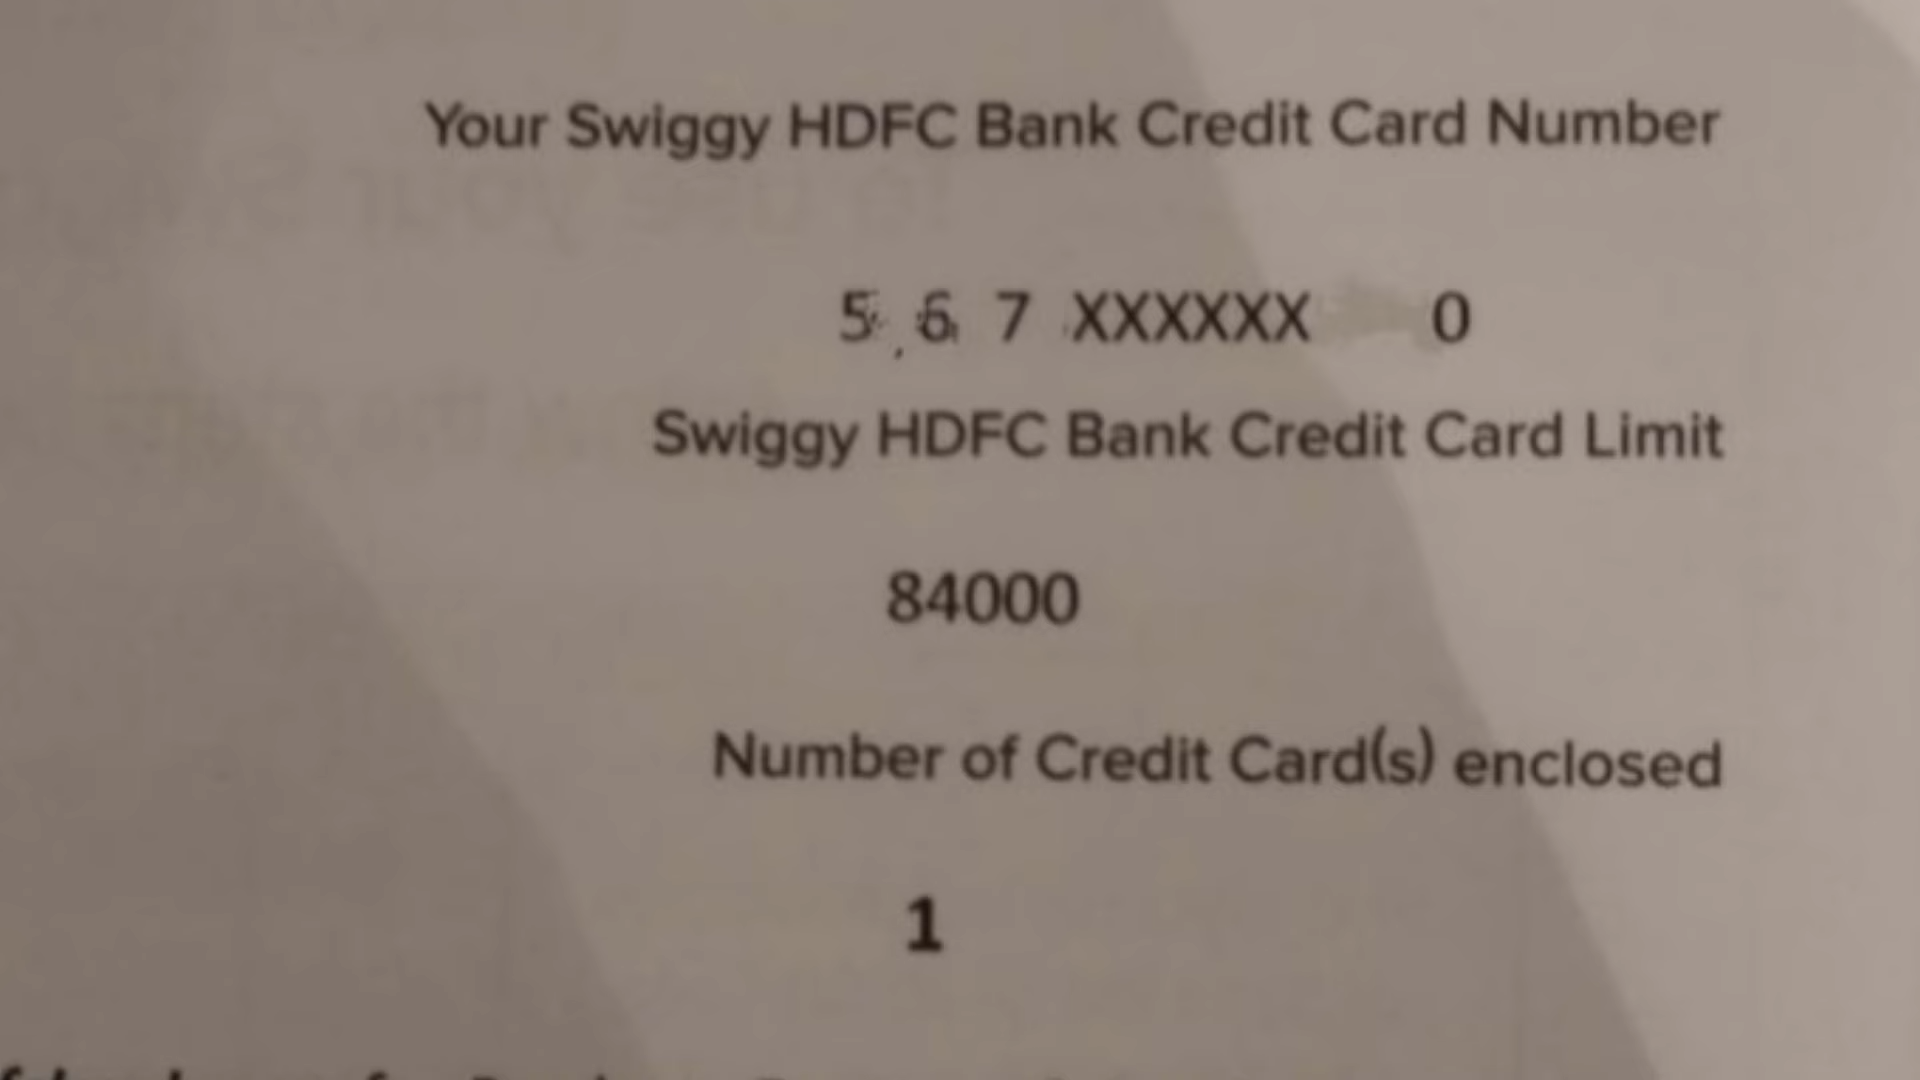 Your Swiggy HDFC Bank Credit Card Number
5 6 7 XXXXXX 0
Swiggy HDFC Bank Credit Card Limit
84000
Number of Credit Card(s) enclosed
1